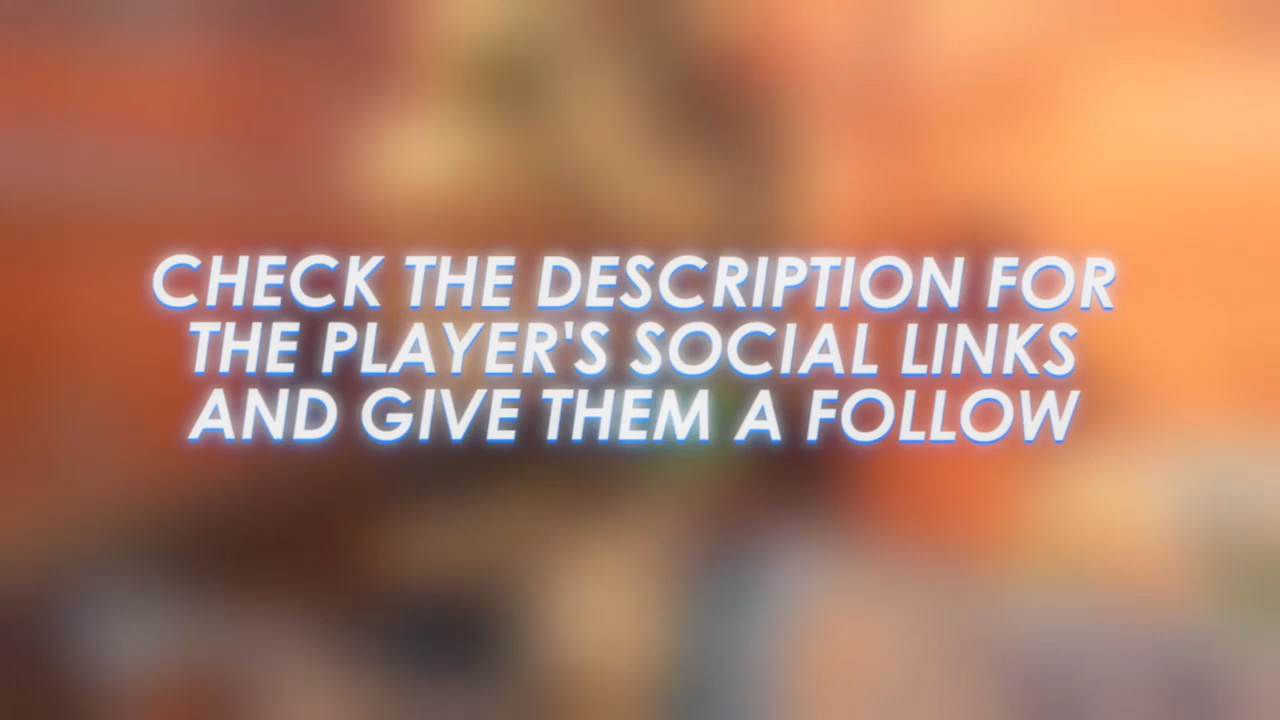 CHECK THE DESCRIPTION FOR
THE PLAYER'S SOCIAL LINKS
AND GIVE THEM A FOLLOW